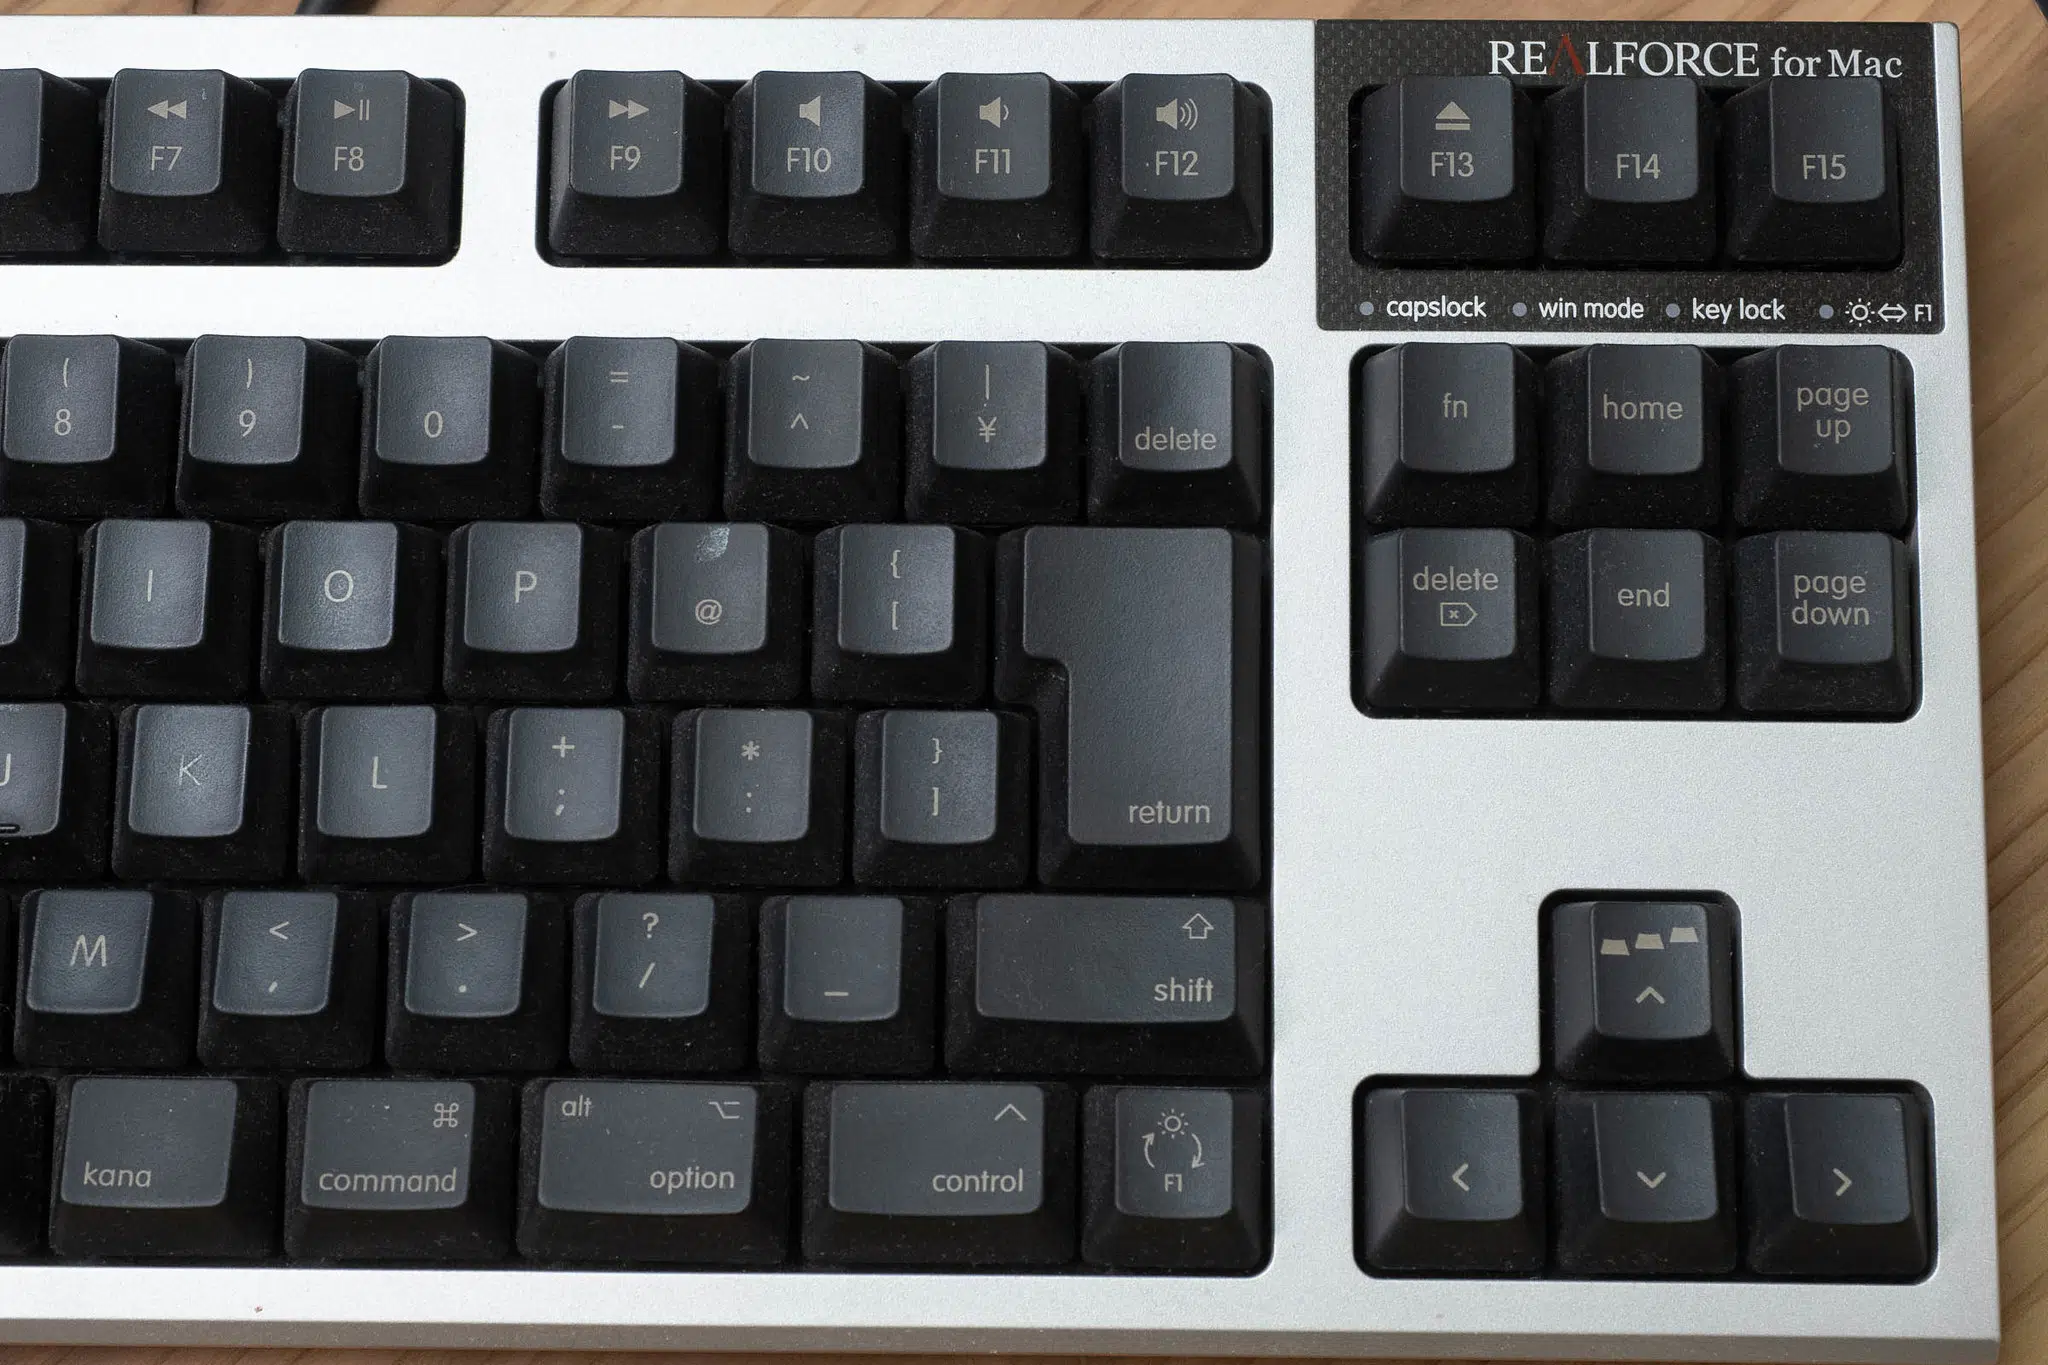 REALFORCE for Mac
F7 F8 F9 F10 F11 F12 F13 F14 F15
capslock win mode key lock F1
( ) = ~ |
8 9 0 - ^ ¥ delete
fn home page up
I O P @ { [
delete end page down
J K L + ; * : } ]
return
M < , > . ? / _ shift
kana command ⌘ alt ⌥ option ^ control F1
^
< ⌄ >